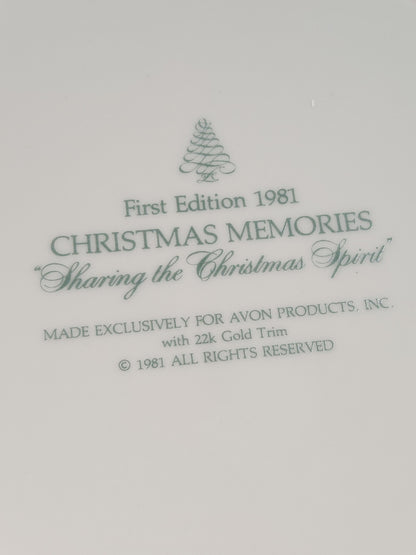 First Edition 1981
CHRISTMAS MEMORIES
"Sharing the Christmas Spirit"
MADE EXCLUSIVELY FOR AVON PRODUCTS, INC.
with 22k Gold Trim
© 1981 ALL RIGHTS RESERVED